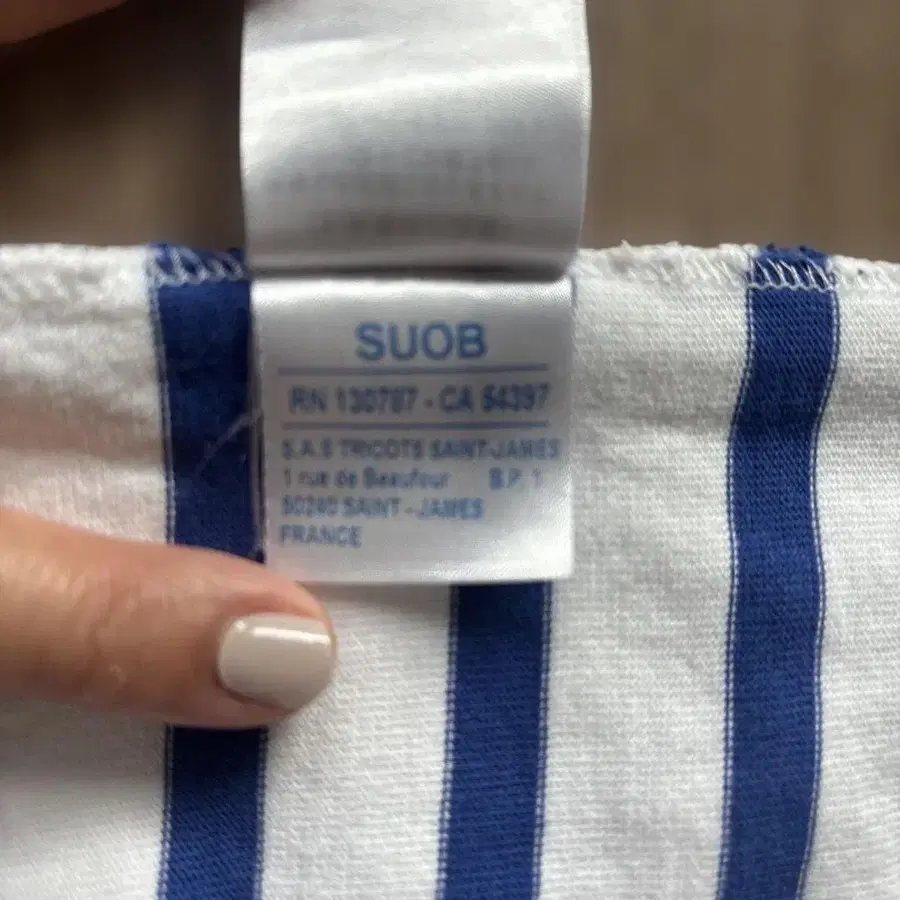 SUOB
RN 130787 - CA 54397
S.A.S TRICOTS SAINT-JAMES
1 rue de Beaufour B.P. 1
50240 SAINT - JAMES
FRANCE